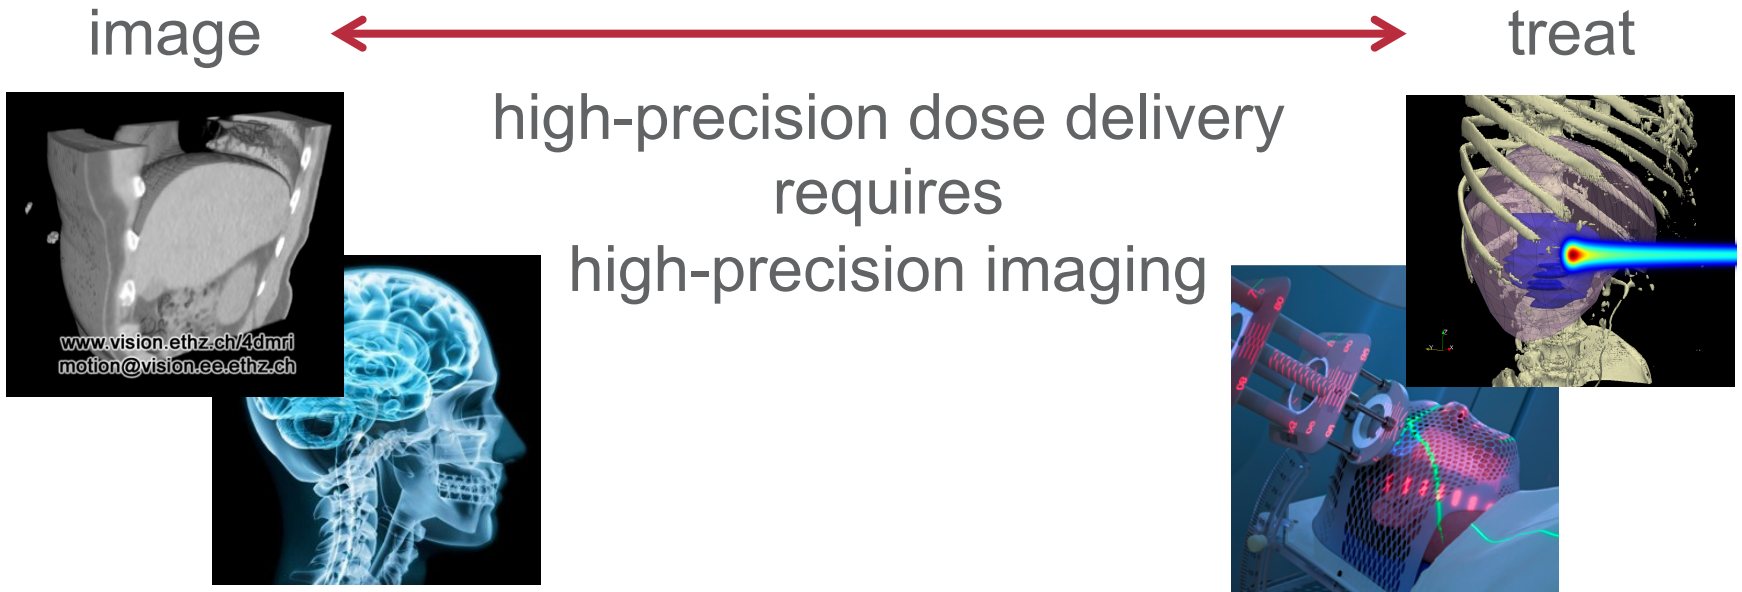 image
treat
high-precision dose delivery
requires
high-precision imaging
www.vision.ethz.ch/4dmri
motion@vision.ee.ethz.ch